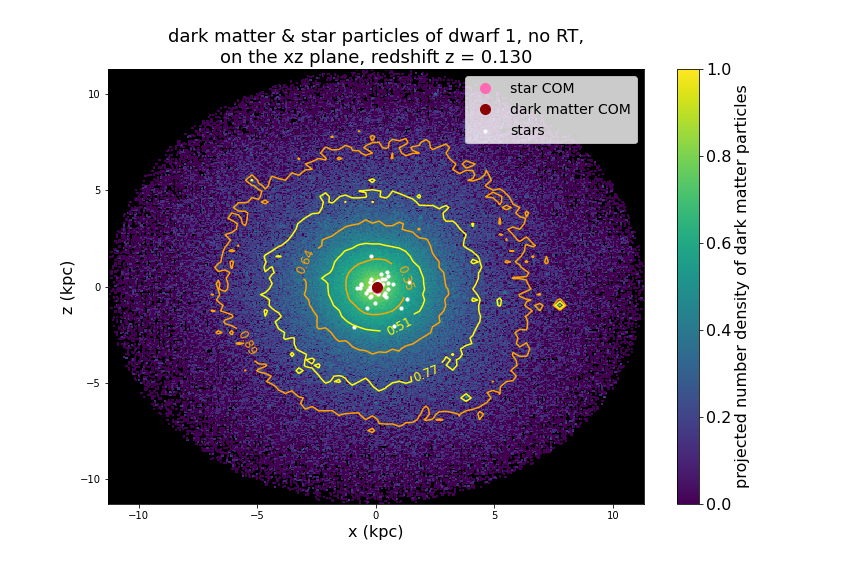 dark matter & star particles of dwarf 1, no RT,
on the xz plane, redshift z = 0.130
star COM
dark matter COM
stars
10
5
0
−5
−10
z (kpc)
−10
−5
0
5
10
x (kpc)
0.64
0.51
0.77
0.89
1.0
0.8
0.6
0.4
0.2
0.0
projected number density of dark matter particles